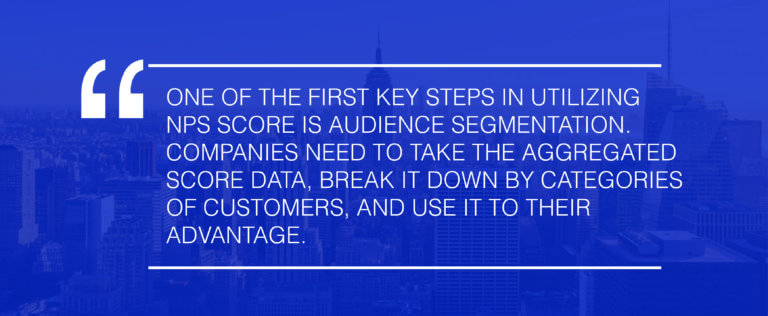 ONE OF THE FIRST KEY STEPS IN UTILIZING
NPS SCORE IS AUDIENCE SEGMENTATION.
COMPANIES NEED TO TAKE THE AGGREGATED
SCORE DATA, BREAK IT DOWN BY CATEGORIES
OF CUSTOMERS, AND USE IT TO THEIR
ADVANTAGE.